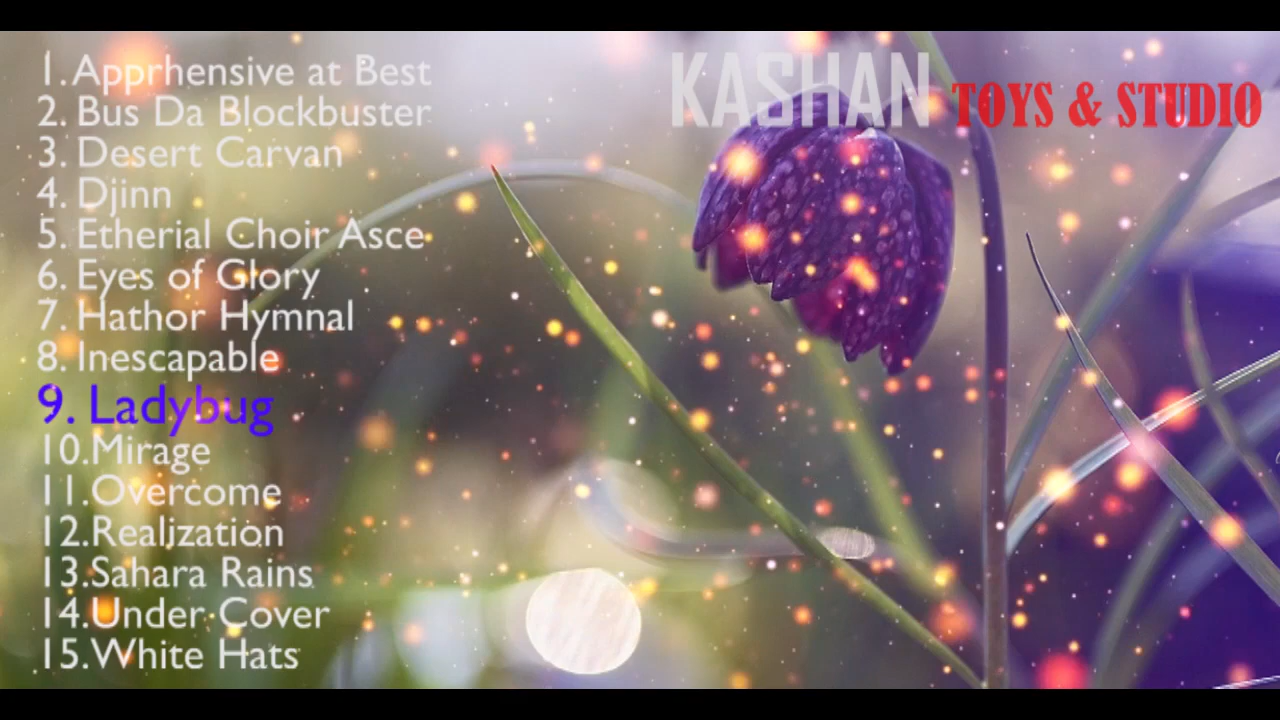 1. Apprhensive at Best
2. Bus Da Blockbuster
3. Desert Carvan
4. Djinn
5. Etherial Choir Asce
6. Eyes of Glory
7. Hathor Hymnal
8. Inescapable
9. Ladybug
10.Mirage
11.Overcome
12.Realization
13.Sahara Rains
14.Under Cover
15.White Hats
KASHAN TOYS & STUDIO